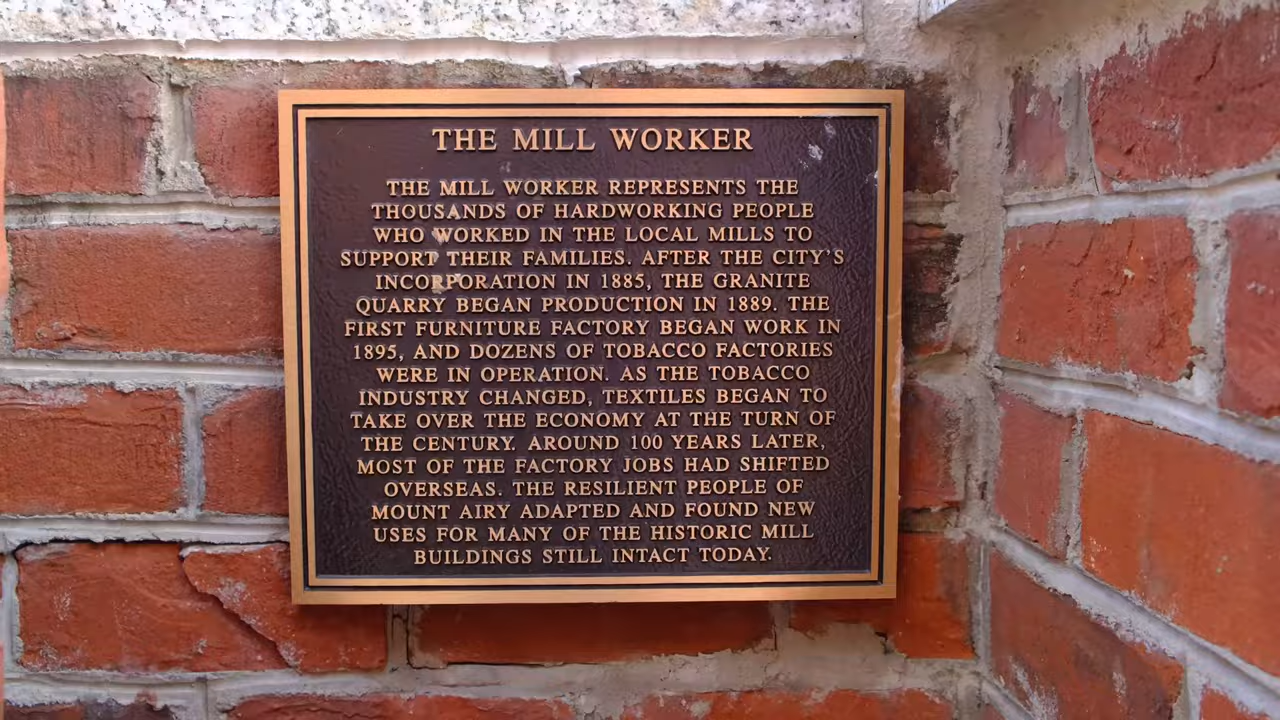 THE MILL WORKER
THE MILL WORKER REPRESENTS THE
THOUSANDS OF HARDWORKING PEOPLE
WHO WORKED IN THE LOCAL MILLS TO
SUPPORT THEIR FAMILIES. AFTER THE CITY'S
INCORPORATION IN 1885, THE GRANITE
QUARRY BEGAN PRODUCTION IN 1889. THE
FIRST FURNITURE FACTORY BEGAN WORK IN
1895, AND DOZENS OF TOBACCO FACTORIES
WERE IN OPERATION. AS THE TOBACCO
INDUSTRY CHANGED, TEXTILES BEGAN TO
TAKE OVER THE ECONOMY AT THE TURN OF
THE CENTURY. AROUND 100 YEARS LATER,
MOST OF THE FACTORY JOBS HAD SHIFTED
OVERSEAS. THE RESILIENT PEOPLE OF
MOUNT AIRY ADAPTED AND FOUND NEW
USES FOR MANY OF THE HISTORIC MILL
BUILDINGS STILL INTACT TODAY.